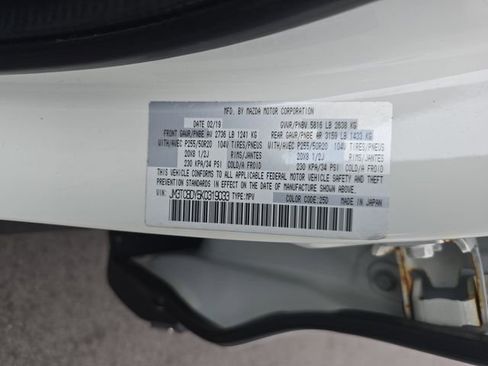 MFD. BY MAZDA MOTOR CORPORATION
DATE 02/19 GVWR/PNBV 5816 LB 2638 KG
FRONT GAWR/PNBE AV 2736 LB 1241 KG REAR GAWR/PNBE AR 3159 LB 1433 KG
WITH/AVEC P255/50R20 104V TIRES/PNEUS WITH/AVEC P255/50R20 104V TIRES/PNEUS
20X8 1/2J RIMS/JANTES 20X8 1/2J RIMS/JANTES
230 KPA/34 PSI COLD/A FROID 230 KPA/34 PSI COLD/A FROID
THIS VEHICLE CONFORMS TO ALL APPLICABLE FEDERAL MOTOR VEHICLE SAFETY, BUMPER, AND THEFT
PREVENTION STANDARDS IN EFFECT ON THE DATE OF MANUFACTURE SHOWN ABOVE.
VIN: JM3TCBDY5K0319033 TYPE:MPV COLOR CODE:25D MADE IN JAPAN